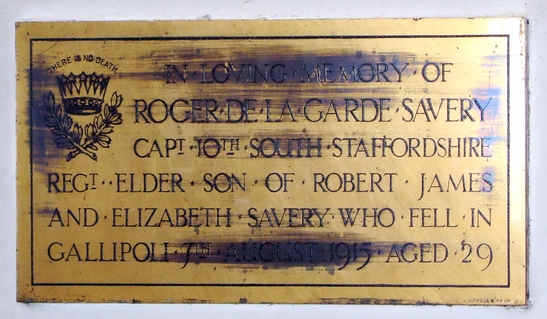 THERE IS NO DEATH
IN·LOVING·MEMORY·OF
ROGER·DE·LA·GARDE·SAVERY
CAPT·10TH·SOUTH·STAFFORDSHIRE
REGT··ELDER·SON·OF·ROBERT·JAMES
AND·ELIZABETH·SAVERY·WHO·FELL·IN
GALLIPOLI·7TH·AUGUST·1915·AGED·29